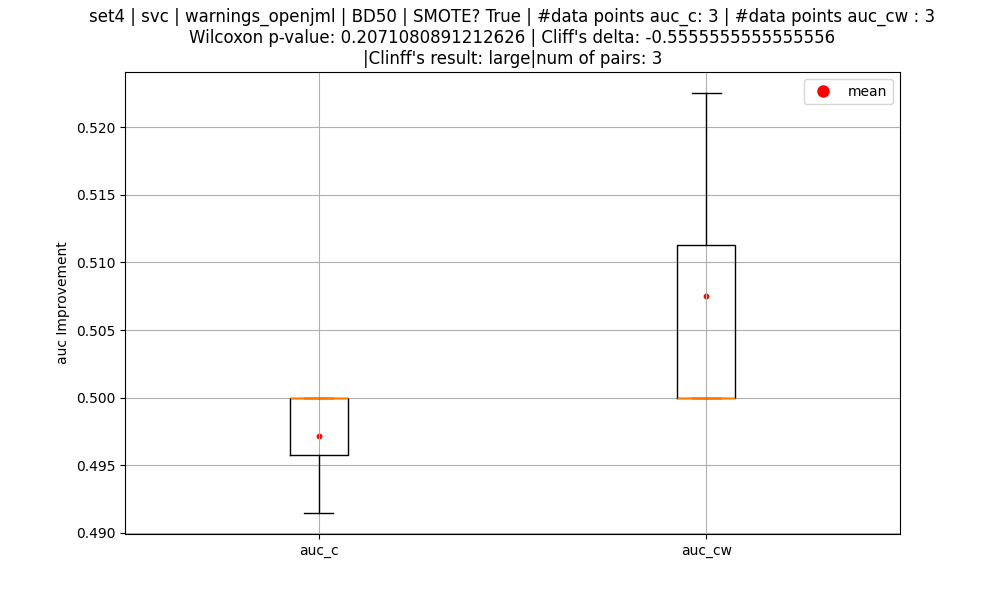 set4 | svc | warnings_openjml | BD50 | SMOTE? True | #data points auc_c: 3 | #data points auc_cw : 3
Wilcoxon p-value: 0.2071080891212626 | Cliff's delta: -0.5555555555555556
|Clinff's result: large|num of pairs: 3
mean
0.520
0.515
0.510
0.505
0.500
0.495
0.490
auc Improvement
auc_c
auc_cw